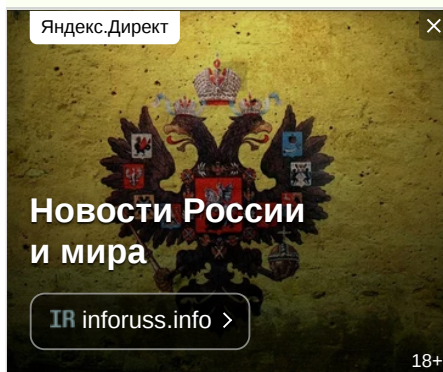 Яндекс.Директ
Новости России
и мира
IR inforuss.info
18+